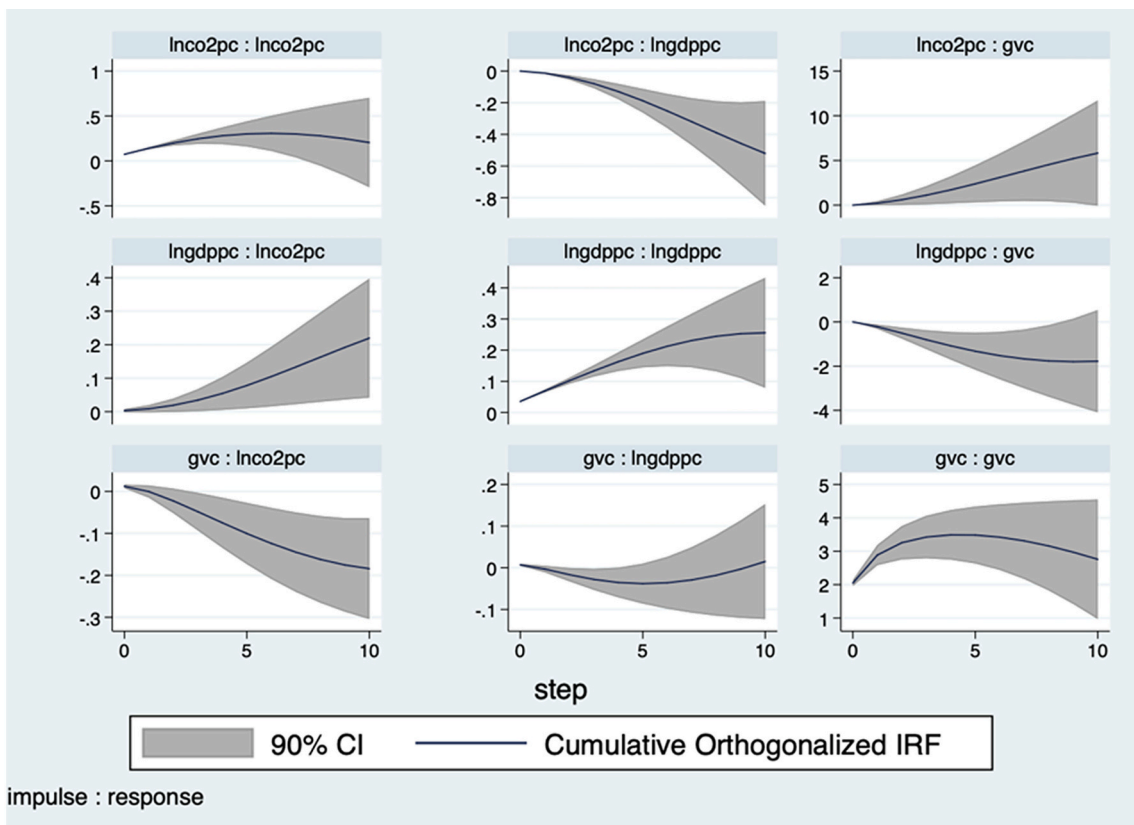 lnco2pc : lnco2pc
lnco2pc : lngdppc
lnco2pc : gvc
1
.5
0
-.5
0
-.2
-.4
-.6
-.8
15
10
5
0
lngdppc : lnco2pc
lngdppc : lngdppc
lngdppc : gvc
.4
.3
.2
.1
0
.4
.3
.2
.1
0
2
0
-2
-4
gvc : lnco2pc
gvc : lngdppc
gvc : gvc
0
-.1
-.2
-.3
.2
.1
0
-.1
5
4
3
2
1
0 5 10
0 5 10
0 5 10
step
90% CI
Cumulative Orthogonalized IRF
impulse : response